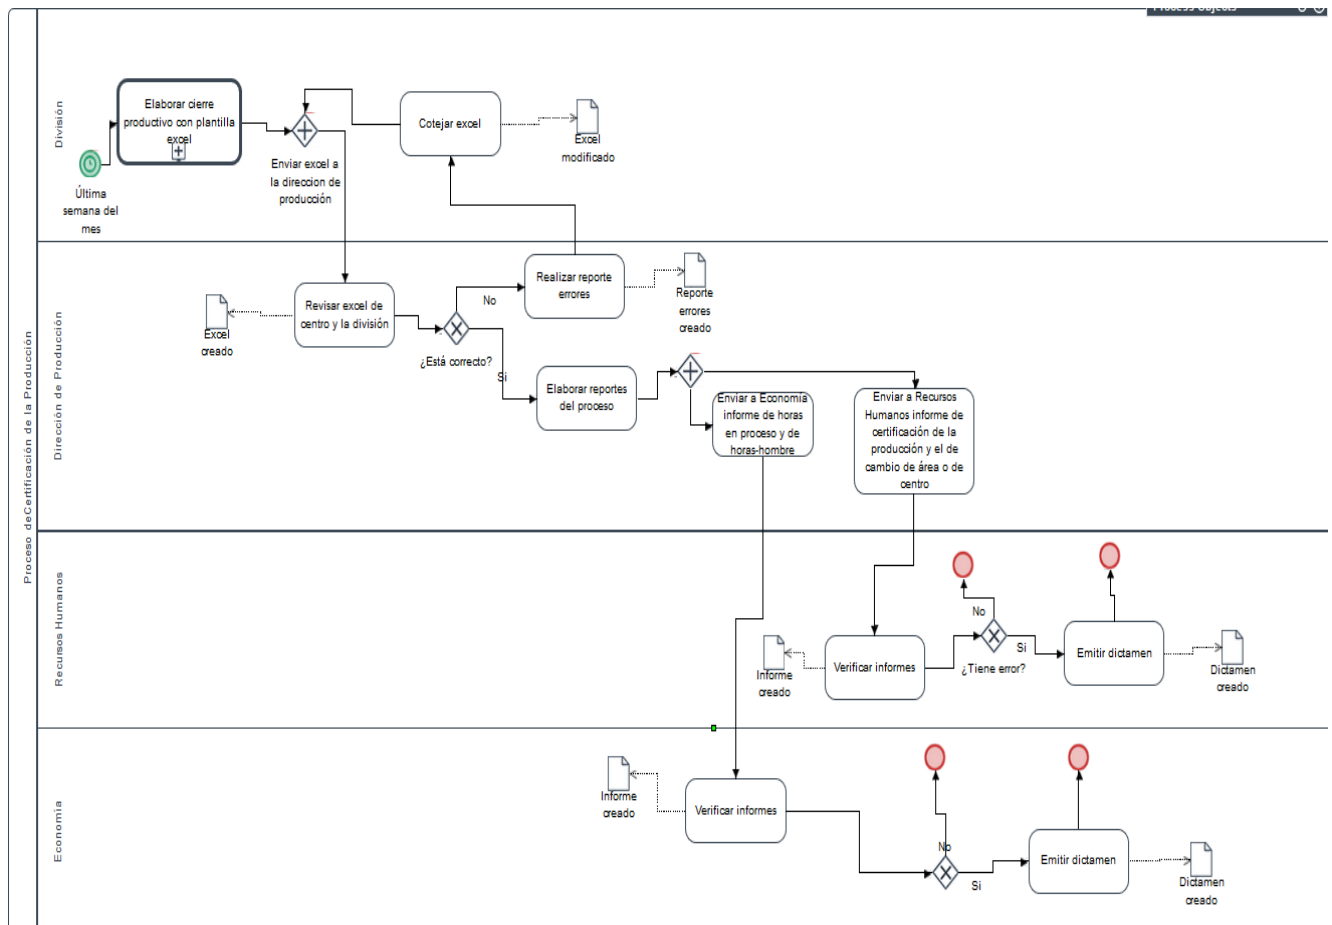 Process Objects
Proceso deCertificación de la Producción
División
Elaborar cierre
productivo con plantilla
excel
Última
semana del
mes
Enviar excel a
la direccion de
producción
Cotejar excel
Excel
modificado
Dirección de Producción
Excel
creado
Revisar excel de
centro y la división
¿Está correcto?
No
Si
Realizar reporte
errores
Reporte
errores
creado
Elaborar reportes
del proceso
Enviar a Economía
informe de horas
en proceso y de
horas-hombre
Enviar a Recursos
Humanos informe de
certificación de la
producción y el de
cambio de área o de
centro
Recursos Humanos
Informe
creado
Verificar informes
¿Tiene error?
No
Si
Emitir dictamen
Dictamen
creado
Economía
Informe
creado
Verificar informes
No
Si
Emitir dictamen
Dictamen
creado